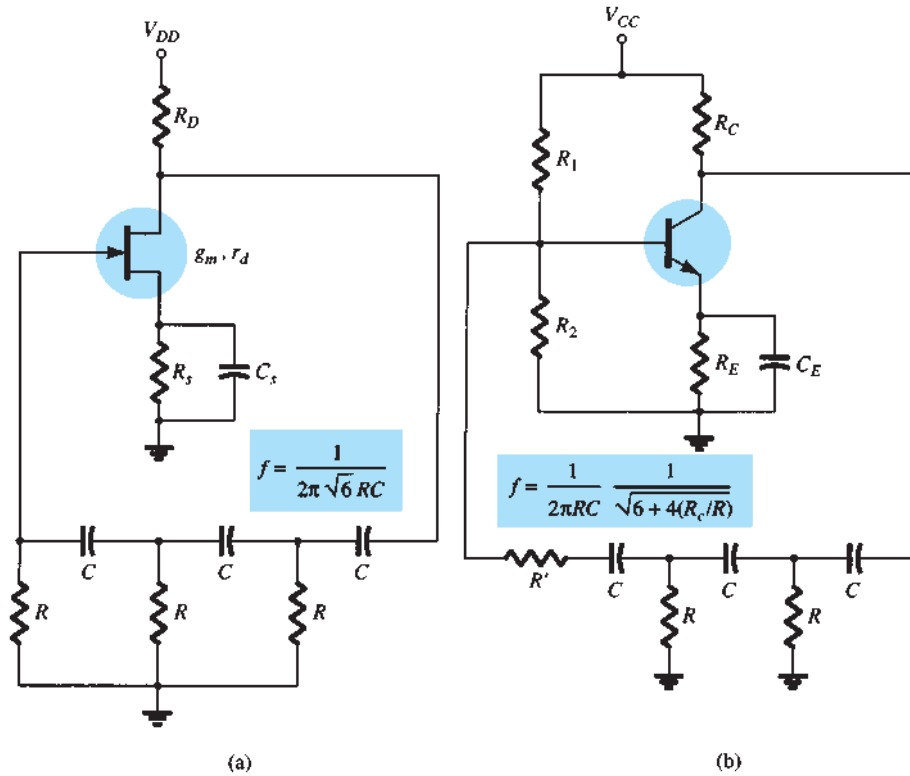 V_DD
R_D
g_m, r_d
R_s
C_s
f = 1 / (2π √6 RC)
C
C
C
R
R
R
(a)
V_CC
R_C
R_1
R_2
R_E
C_E
f = 1 / (2πRC) 1 / √(6 + 4(R_c/R))
R'
C
C
C
R
R
(b)